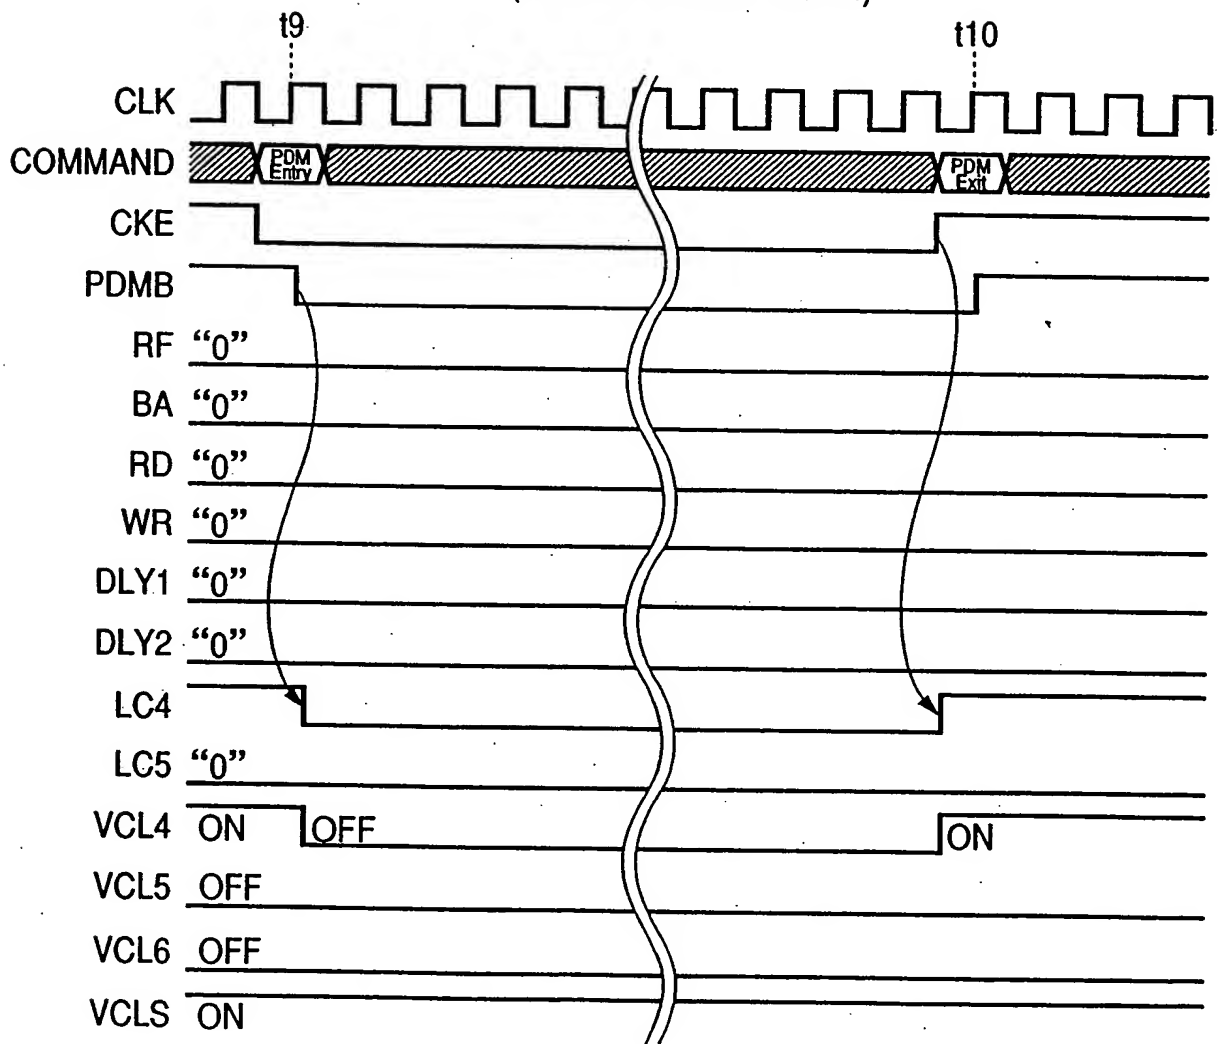 t9
t10
CLK
COMMAND
PDM
Entry
PDM
Exit
CKE
PDMB
RF "0"
BA "0"
RD "0"
WR "0"
DLY1 "0"
DLY2 "0"
LC4
LC5 "0"
VCL4 ON OFF ON
VCL5 OFF
VCL6 OFF
VCLS ON